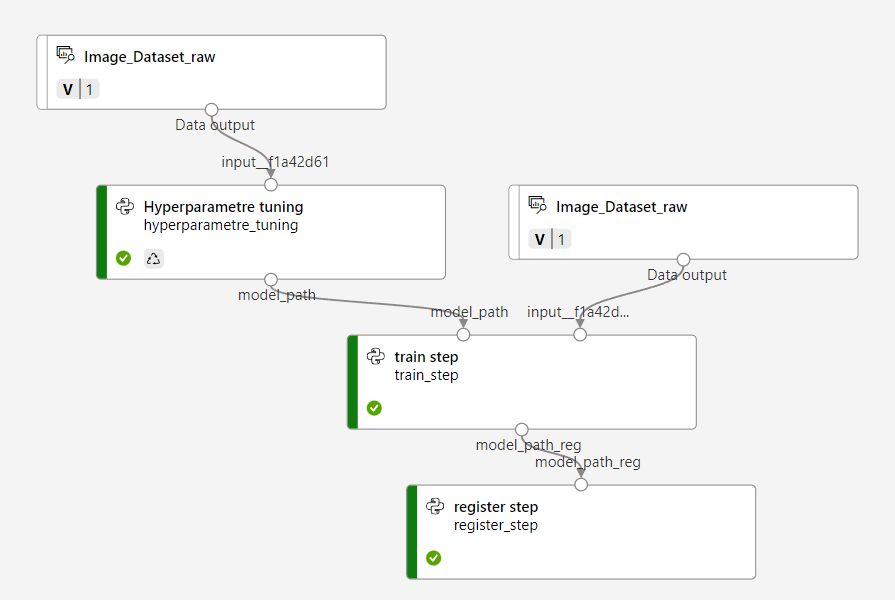 Image_Dataset_raw
V 1
Data output
input__f1a42d61
Hyperparametre tuning
hyperparametre_tuning
Image_Dataset_raw
V 1
model_path
Data output
model_path
input__f1a42d...
train step
train_step
model_path_reg
model_path_reg
register step
register_step